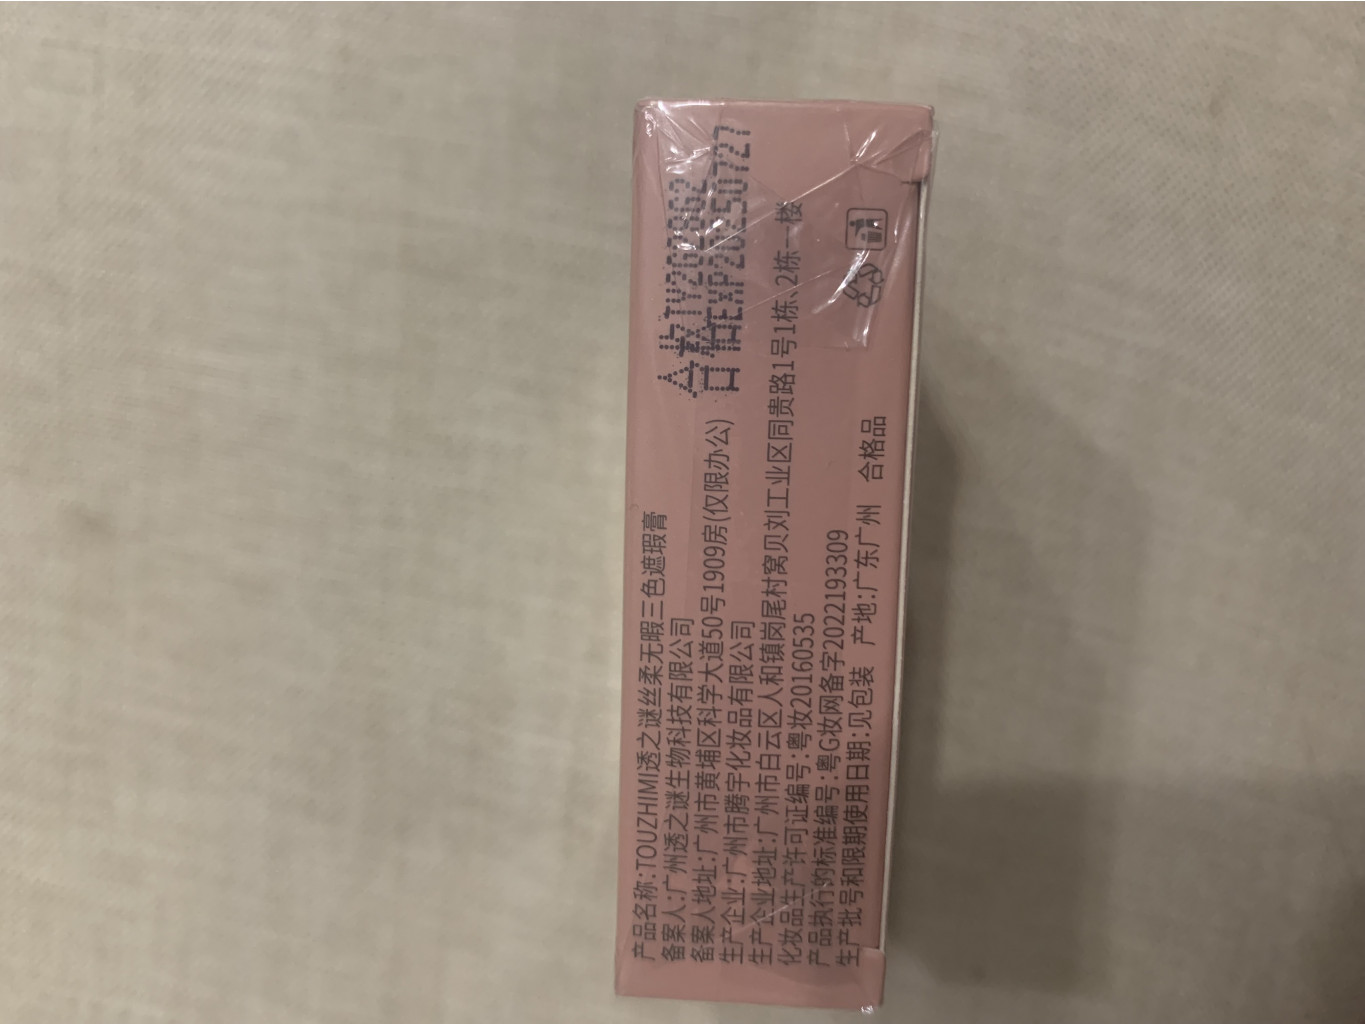 产品名称:TOUZHIMI透之谜丝柔无暇三色遮瑕膏
备案人:广州透之谜生物科技有限公司
备案人地址:广州市黄埔区科学大道50号1909房(仅限办公)
生产企业:广州市腾宇化妆品有限公司
生产企业地址:广州市白云区人和镇岗尾村窝贝刘工业区同贵路1号1栋、2栋一楼
化妆品生产许可证编号:粤妆20160535
产品执行的标准编号:粤G妆网备字2022193309
生产批号和限期使用日期:见包装 产地:广东广州 合格品
合格
EXP20250727